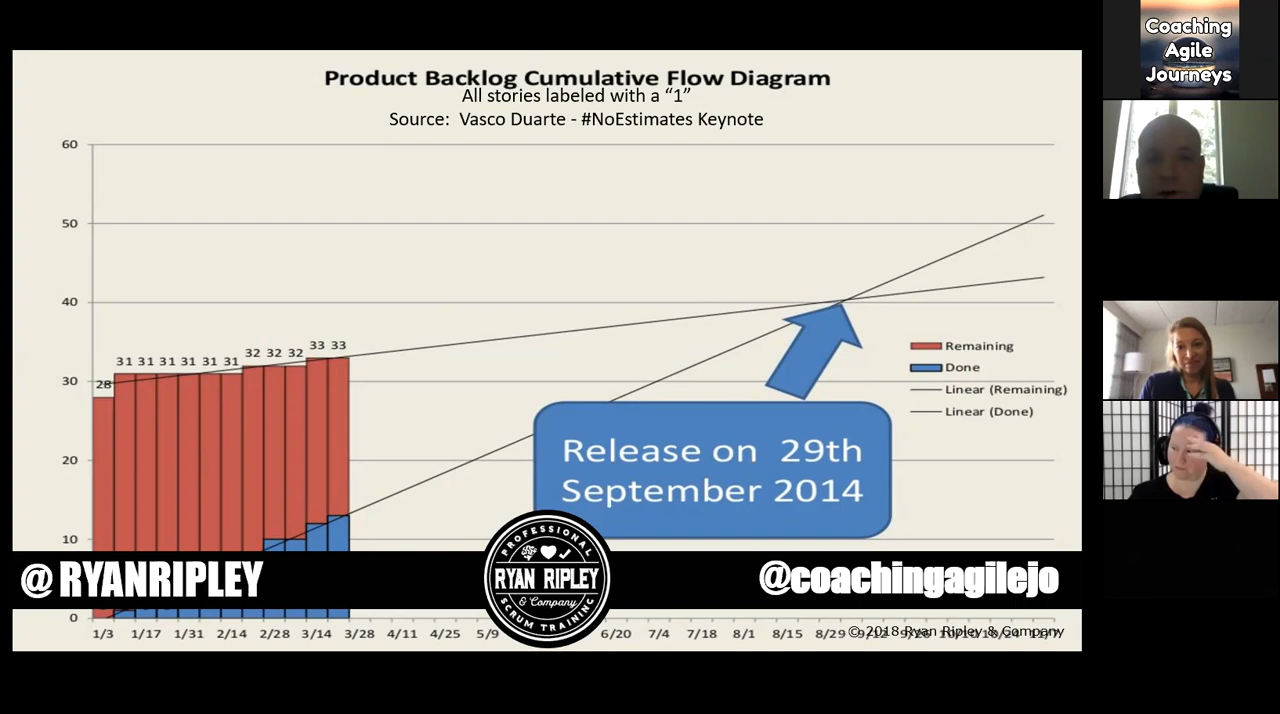 Product Backlog Cumulative Flow Diagram
All stories labeled with a “1”
Source: Vasco Duarte - #NoEstimates Keynote
60
50
40
30
20
10
0
28 31 31 31 31 31 31 32 32 32 33 33
Remaining
Done
Linear (Remaining)
Linear (Done)
Release on 29th
September 2014
@RYANRIPLEY
PROFESSIONAL
RYAN RIPLEY
& Company
SCRUM TRAINING
@coachingagilejo
1/3 1/17 1/31 2/14 2/28 3/14 3/28 4/11 4/25 5/9 6/20 7/4 7/18 8/1 8/15 8/29
© 2018 Ryan Ripley & Company
Coaching
Agile
Journeys